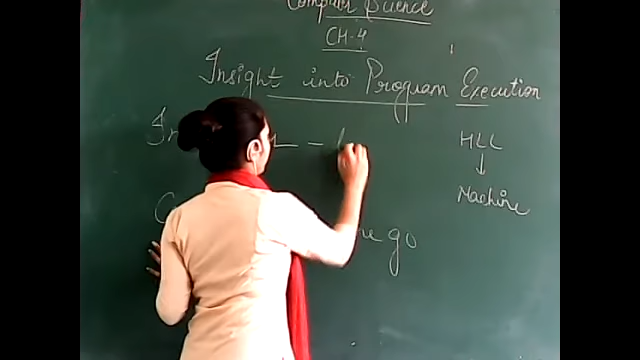 Computer Science
CH-4
Insight into Program Execution
HLL
↓
Machine
go